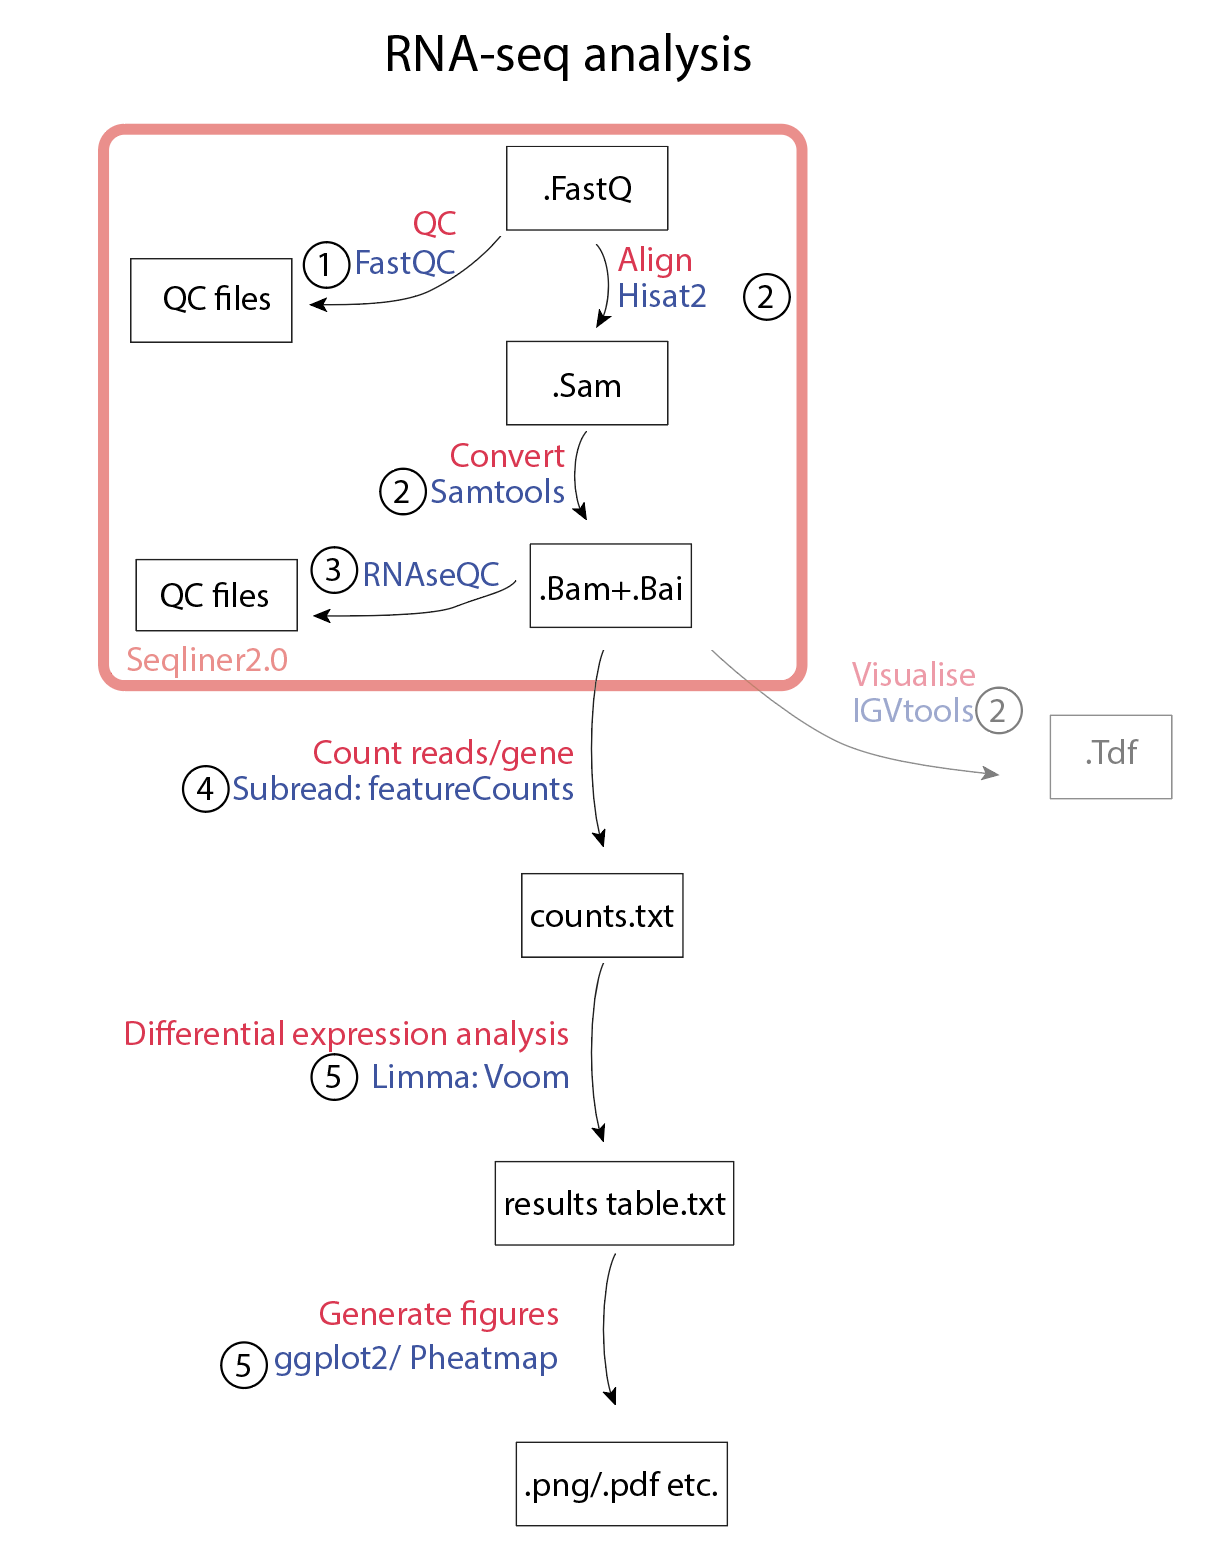 RNA-seq analysis
.FastQ
QC
1 FastQC
QC files
Align
Hisat2
2
.Sam
Convert
2 Samtools
3 RNAseQC
QC files
.Bam+.Bai
Seqliner2.0
Visualise
IGVtools 2
.Tdf
Count reads/gene
4 Subread: featureCounts
counts.txt
Differential expression analysis
5 Limma: Voom
results table.txt
Generate figures
5 ggplot2/ Pheatmap
.png/.pdf etc.